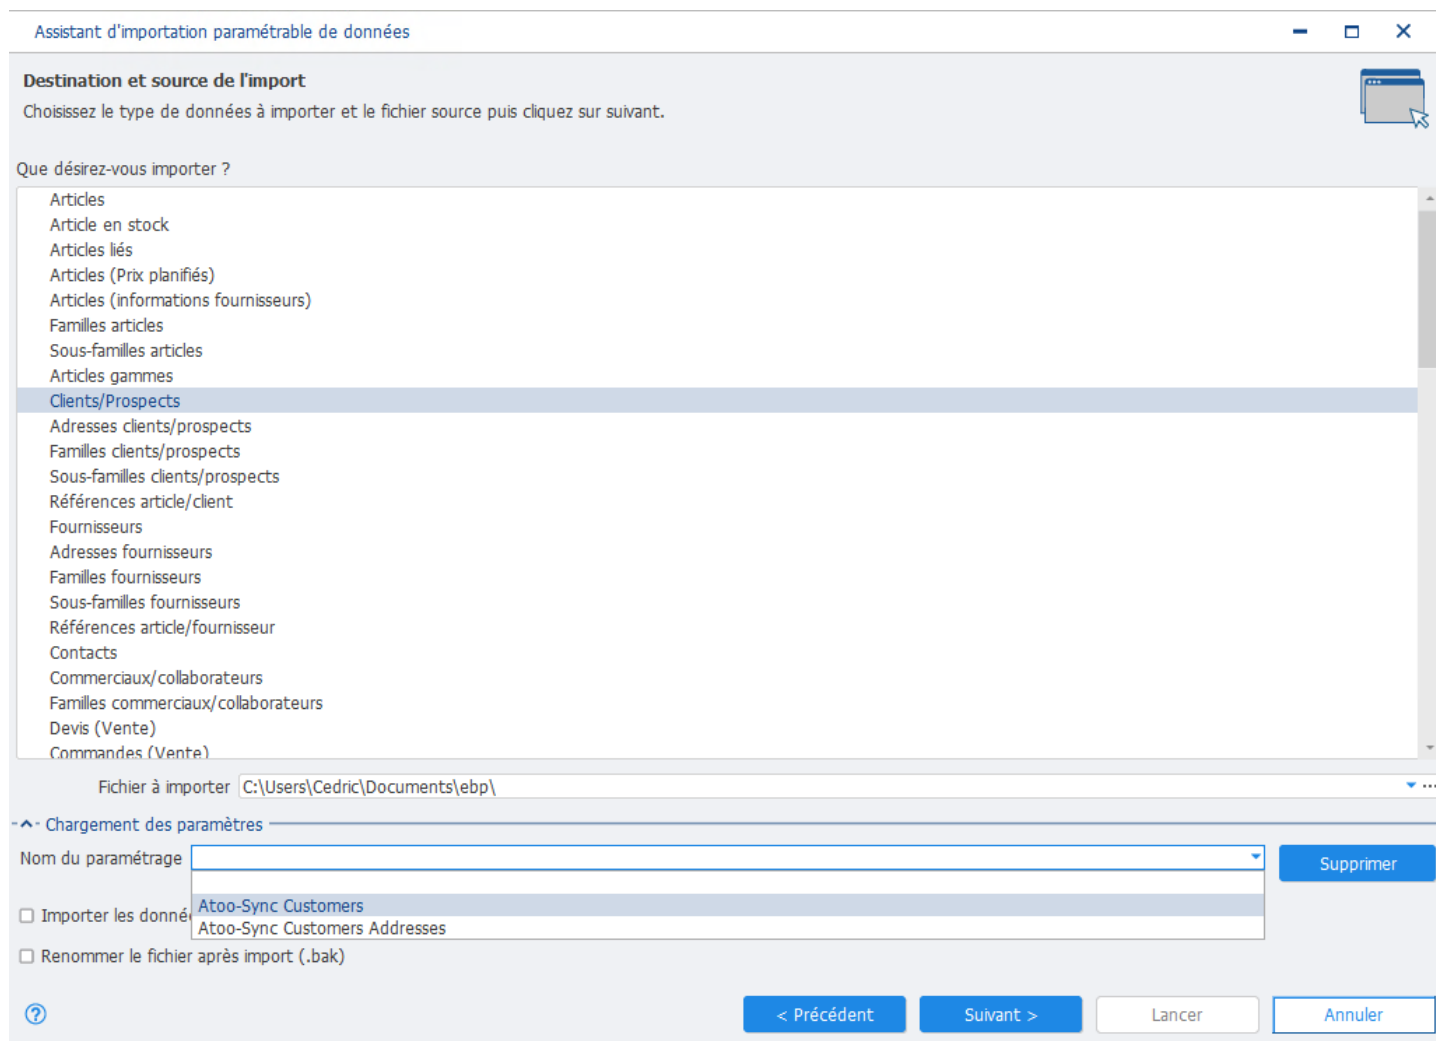 Assistant d'importation paramétrable de données
Destination et source de l'import
Choisissez le type de données à importer et le fichier source puis cliquez sur suivant.
Que désirez-vous importer ?
Articles
Article en stock
Articles liés
Articles (Prix planifiés)
Articles (informations fournisseurs)
Familles articles
Sous-familles articles
Articles gammes
Clients/Prospects
Adresses clients/prospects
Familles clients/prospects
Sous-familles clients/prospects
Références article/client
Fournisseurs
Adresses fournisseurs
Familles fournisseurs
Sous-familles fournisseurs
Références article/fournisseur
Contacts
Commerciaux/collaborateurs
Familles commerciaux/collaborateurs
Devis (Vente)
Commandes (Vente)
Fichier à importer C:\Users\Cedric\Documents\ebp\
Chargement des paramètres
Nom du paramétrage Supprimer
Atoo-Sync Customers
Importer les donné
Atoo-Sync Customers Addresses
Renommer le fichier après import (.bak)
< Précédent Suivant > Lancer Annuler